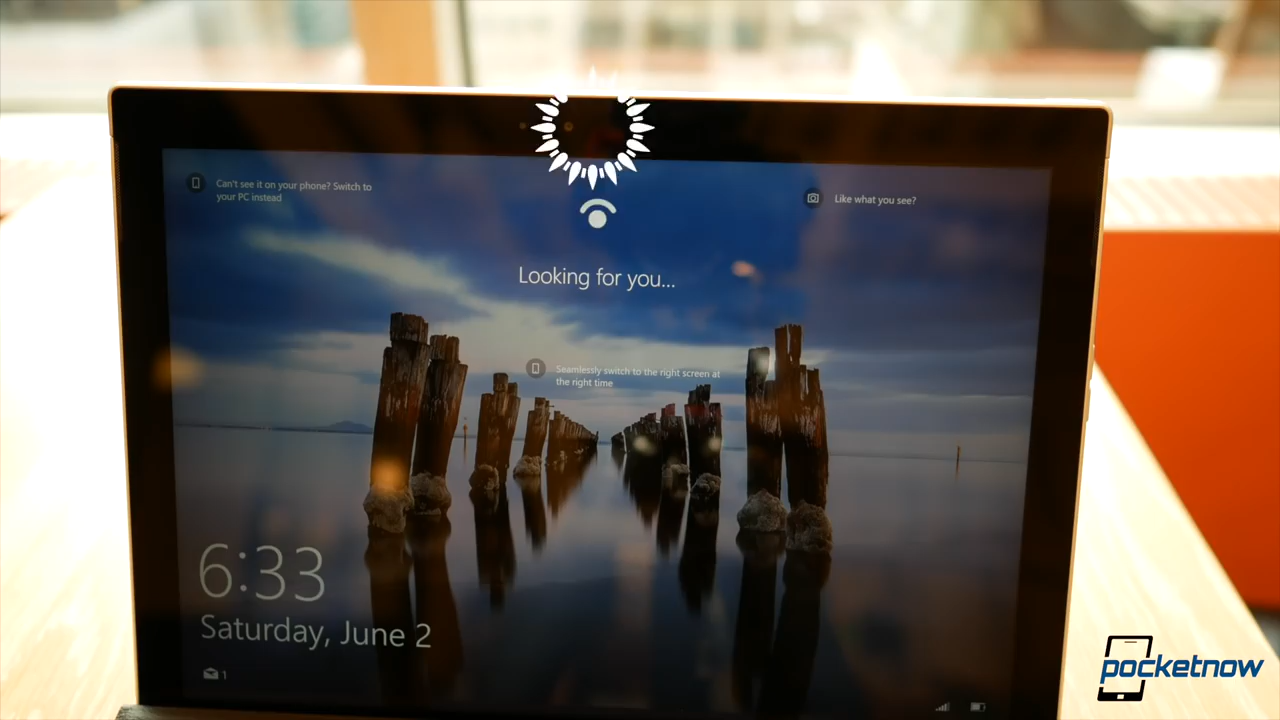 Can't see it on your phone? Switch to
your PC instead
Like what you see?
Looking for you...
Seamlessly switch to the right screen at
the right time
6:33
Saturday, June 2
1
pocketnow